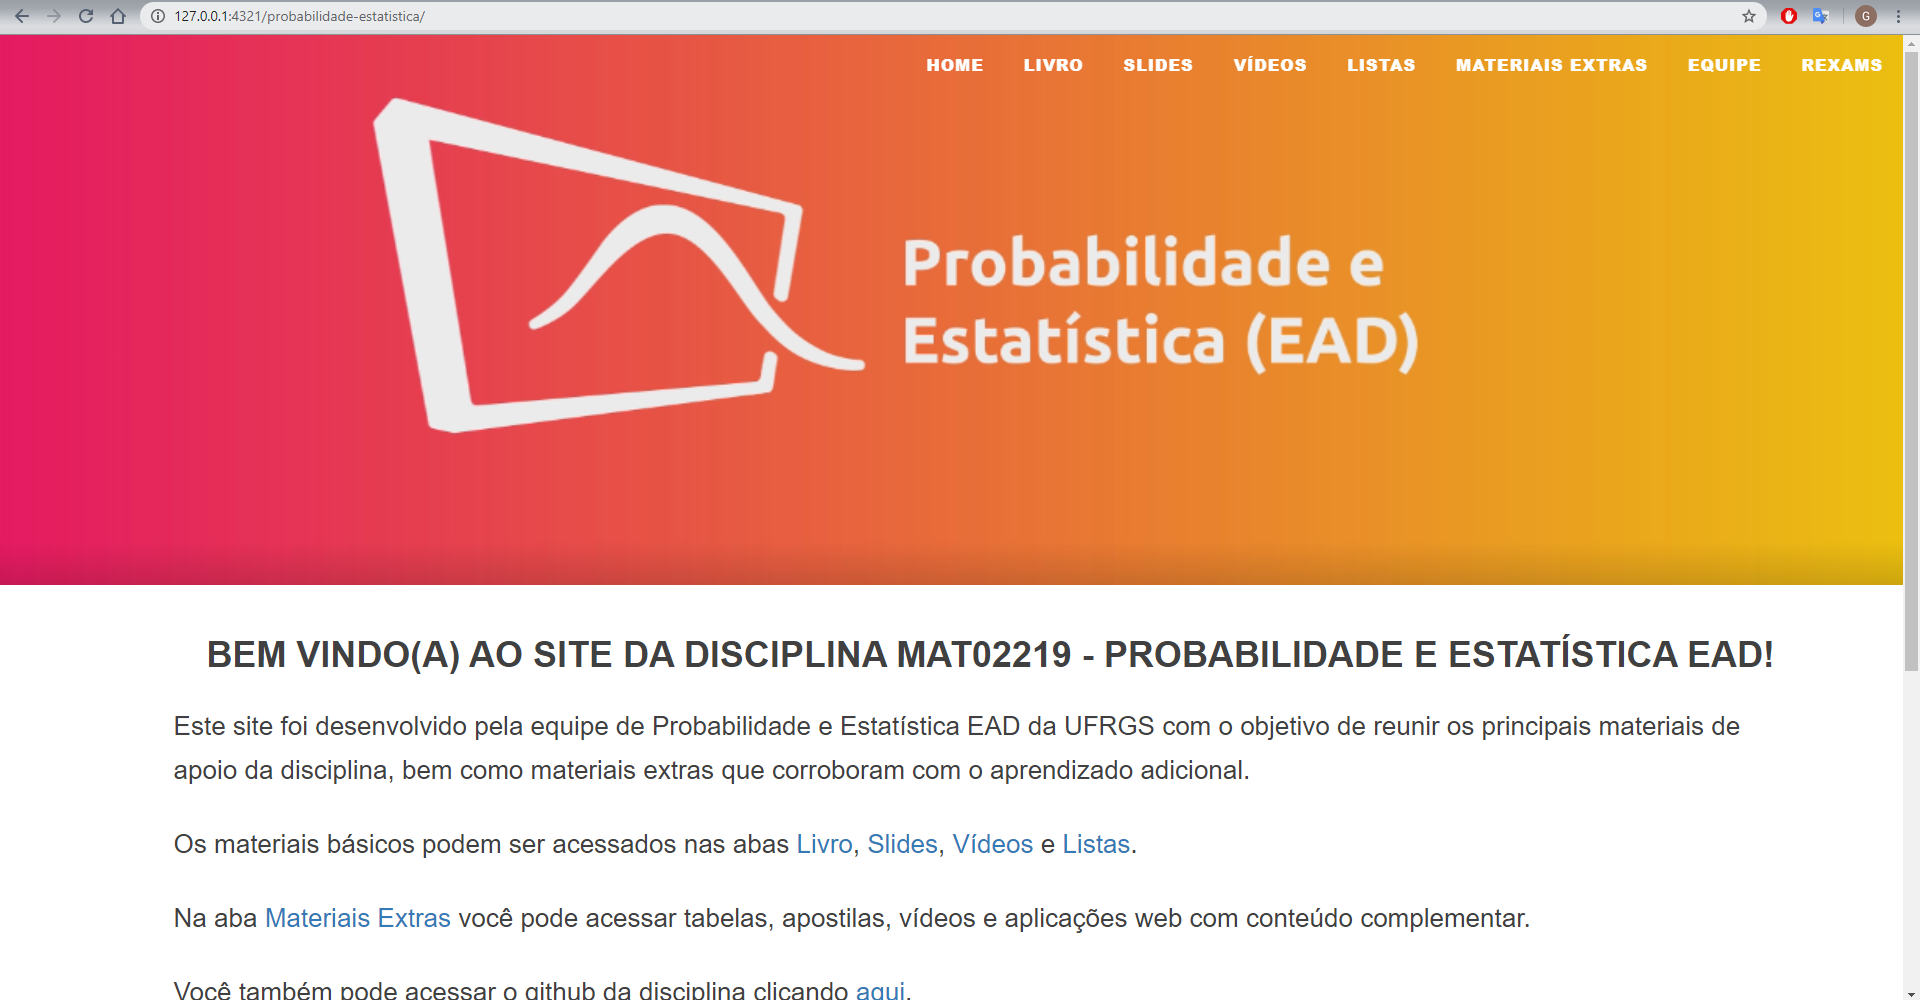 127.0.0.1:4321/probabilidade-estatistica/
G
HOME LIVRO SLIDES VÍDEOS LISTAS MATERIAIS EXTRAS EQUIPE REXAMS
Probabilidade e
Estatística (EAD)
BEM VINDO(A) AO SITE DA DISCIPLINA MAT02219 - PROBABILIDADE E ESTATÍSTICA EAD!
Este site foi desenvolvido pela equipe de Probabilidade e Estatística EAD da UFRGS com o objetivo de reunir os principais materiais de
apoio da disciplina, bem como materiais extras que corroboram com o aprendizado adicional.
Os materiais básicos podem ser acessados nas abas Livro, Slides, Vídeos e Listas.
Na aba Materiais Extras você pode acessar tabelas, apostilas, vídeos e aplicações web com conteúdo complementar.
Você também pode acessar o github da disciplina clicando aqui.